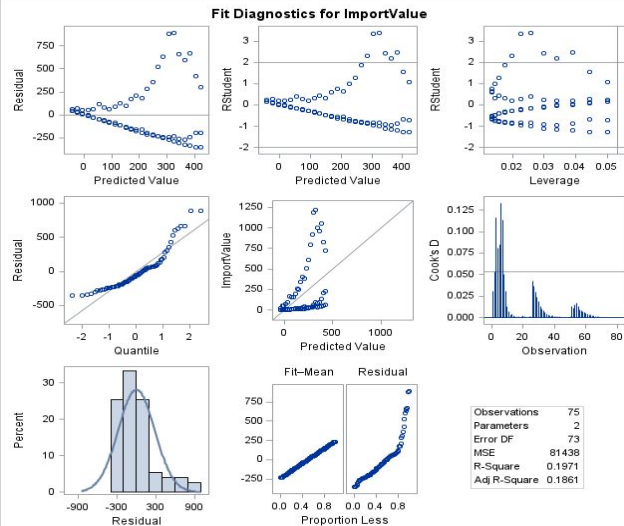 Fit Diagnostics for ImportValue
Residual
750
500
250
0
-250
0 100 200 300 400
Predicted Value
RStudent
3
2
1
0
-1
-2
0 100 200 300 400
Predicted Value
RStudent
3
2
1
0
-1
-2
0.02 0.03 0.04 0.05
Leverage
Residual
1000
500
0
-500
-2 -1 0 1 2
Quantile
ImportValue
1250
1000
750
500
250
0
0 500 1000
Predicted Value
Cook's D
0.125
0.100
0.075
0.050
0.025
0.000
0 20 40 60 80
Observation
Percent
30
20
10
0
-900 -300 300 900
Residual
Fit–Mean Residual
750
500
250
0
-250
0.0 0.4 0.8 0.0 0.4 0.8
Proportion Less
Observations 75
Parameters 2
Error DF 73
MSE 81438
R-Square 0.1971
Adj R-Square 0.1861